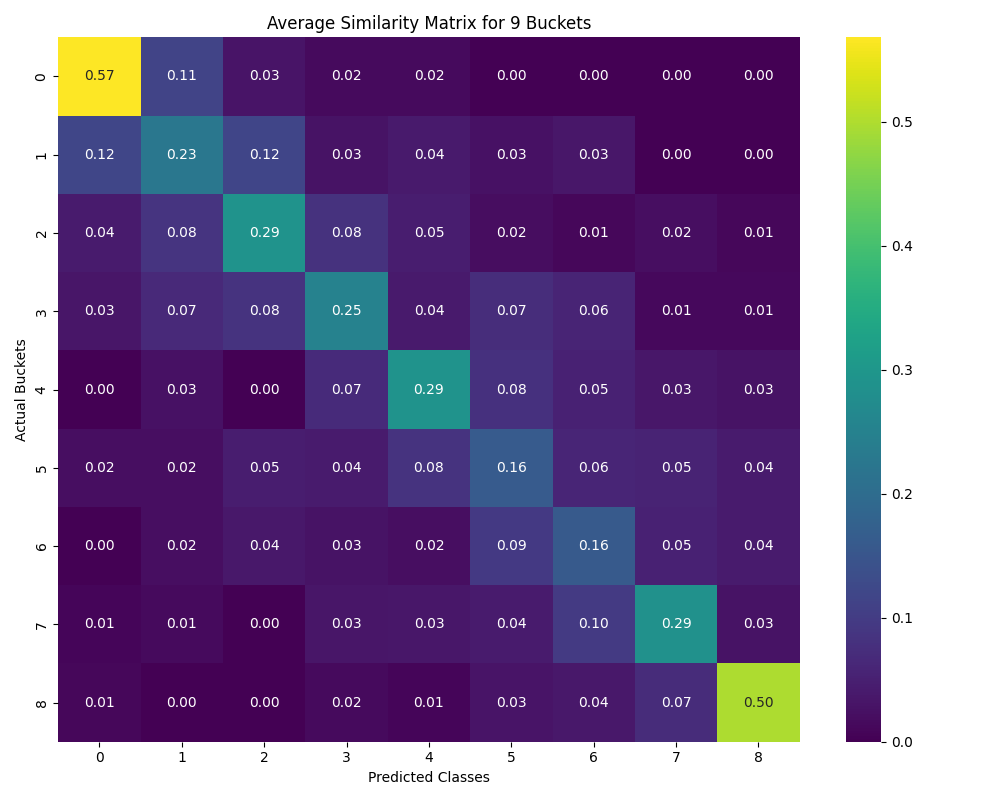 Average Similarity Matrix for 9 Buckets
0 0.57 0.11 0.03 0.02 0.02 0.00 0.00 0.00 0.00
1 0.12 0.23 0.12 0.03 0.04 0.03 0.03 0.00 0.00
2 0.04 0.08 0.29 0.08 0.05 0.02 0.01 0.02 0.01
3 0.03 0.07 0.08 0.25 0.04 0.07 0.06 0.01 0.01
4 0.00 0.03 0.00 0.07 0.29 0.08 0.05 0.03 0.03
5 0.02 0.02 0.05 0.04 0.08 0.16 0.06 0.05 0.04
6 0.00 0.02 0.04 0.03 0.02 0.09 0.16 0.05 0.04
7 0.01 0.01 0.00 0.03 0.03 0.04 0.10 0.29 0.03
8 0.01 0.00 0.00 0.02 0.01 0.03 0.04 0.07 0.50
0 1 2 3 4 5 6 7 8
Predicted Classes
Actual Buckets
0.5
0.4
0.3
0.2
0.1
0.0